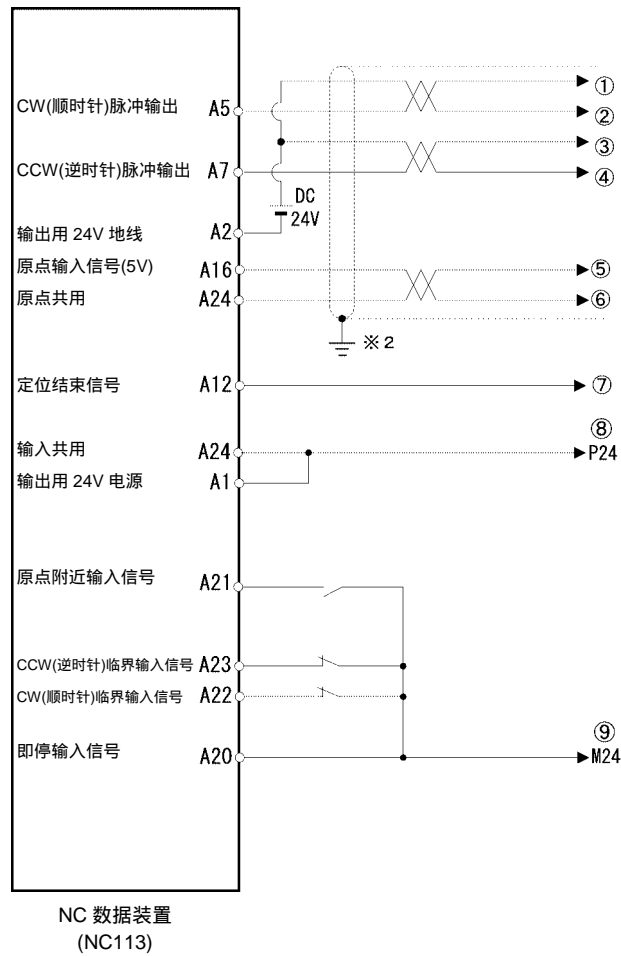 ①
CW(顺时针)脉冲输出 A5 ②
③
CCW(逆时针)脉冲输出 A7 ④
DC
24V
输出用 24V 地线 A2
原点输入信号(5V) A16 ⑤
原点共用 A24 ⑥
※2
定位结束信号 A12 ⑦
⑧
输入共用 A24 P24
输出用 24V 电源 A1
原点附近输入信号 A21
CCW(逆时针)临界输入信号 A23
CW(顺时针)临界输入信号 A22
⑨
即停输入信号 A20 M24
NC 数据装置
(NC113)